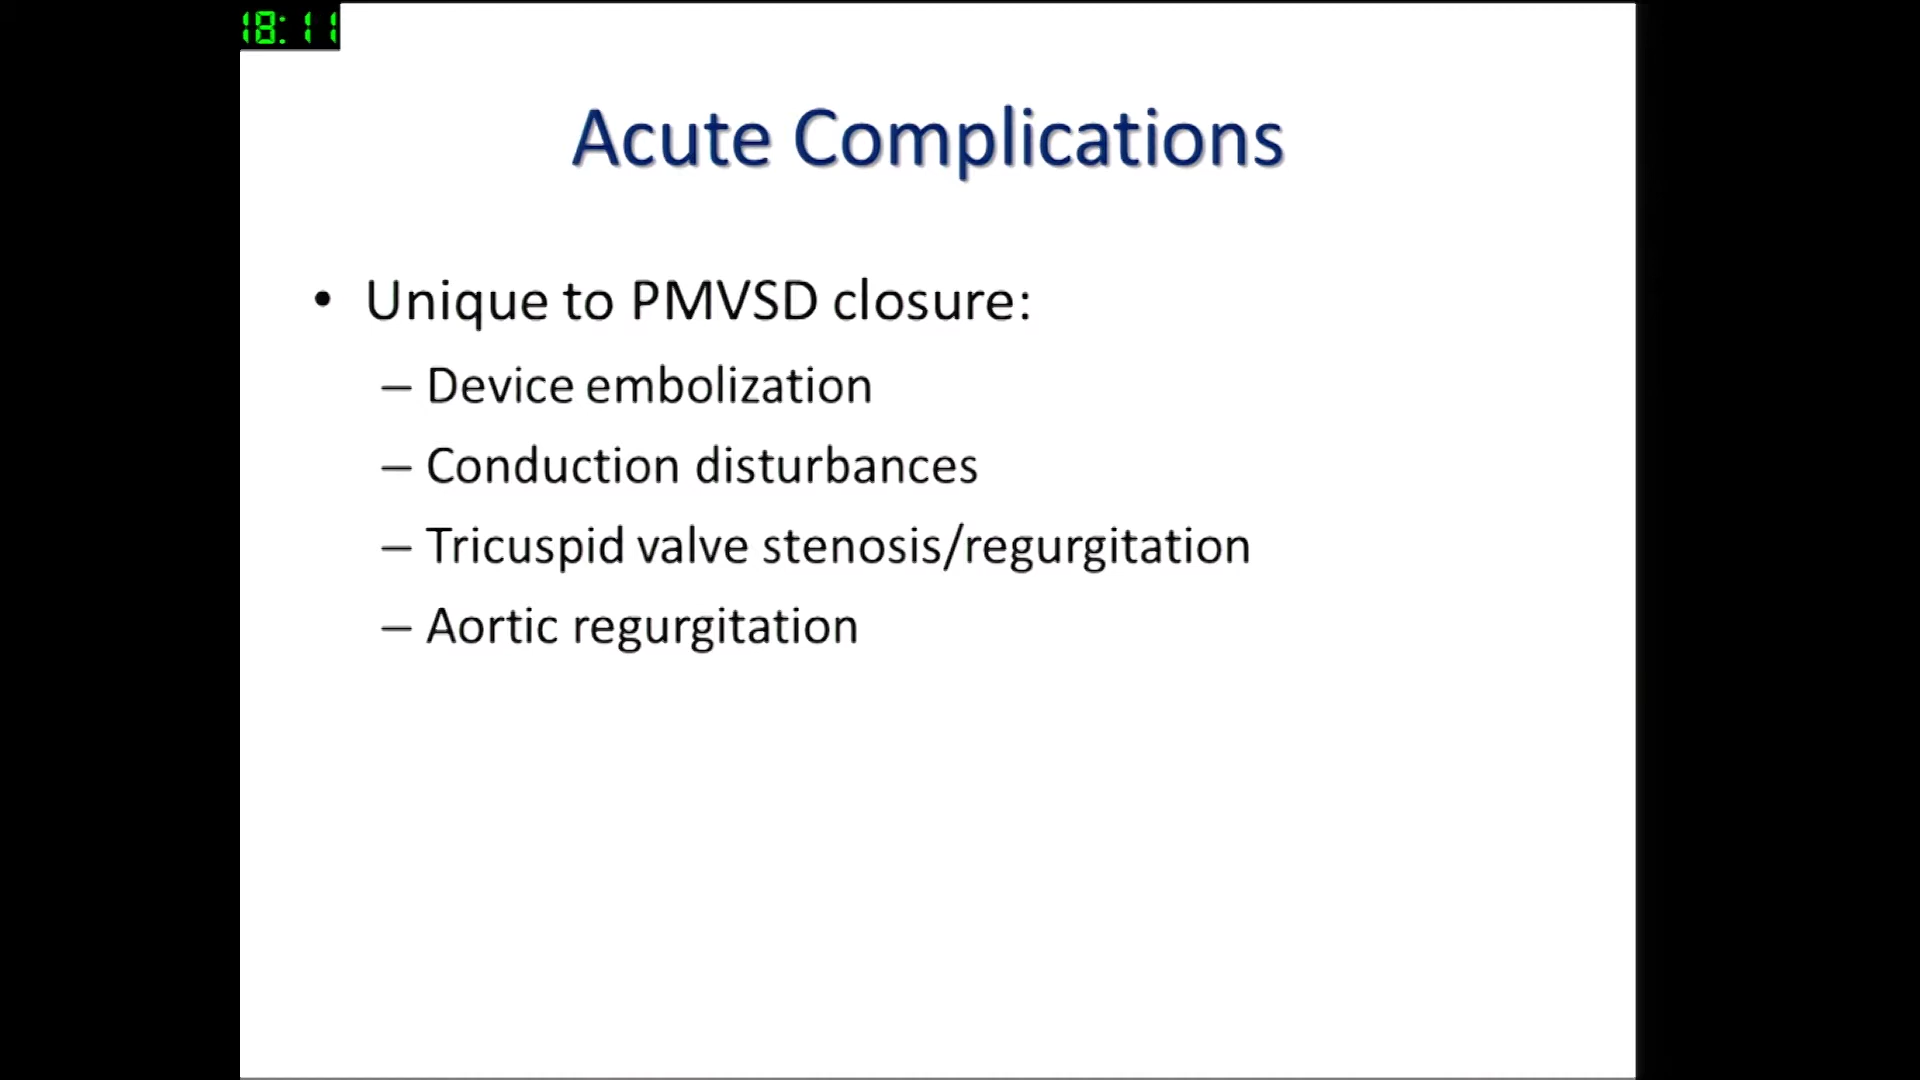 18:11
Acute Complications
• Unique to PMVSD closure:
– Device embolization
– Conduction disturbances
– Tricuspid valve stenosis/regurgitation
– Aortic regurgitation